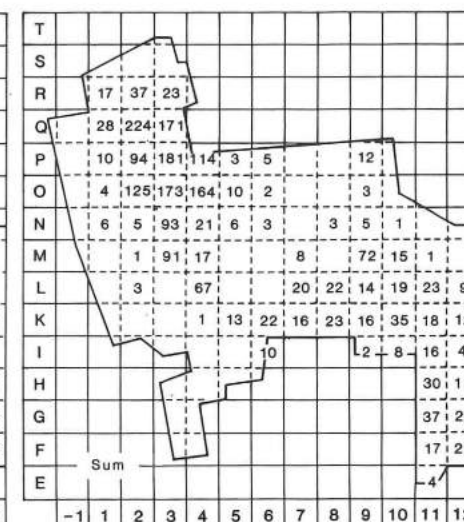 T
S
R 17 37 23
Q 28 224 171
P 10 94 181 114 3 5 12
O 4 125 173 164 10 2 3
N 6 5 93 21 6 3 3 5 1
M 1 91 17 8 72 15 1
L 3 67 20 22 14 19 23
K 1 13 22 16 23 16 35 18
I 10 2 8 16 4
H 30
G 37
F 17
Sum
E 4
-1 1 2 3 4 5 6 7 8 9 10 11